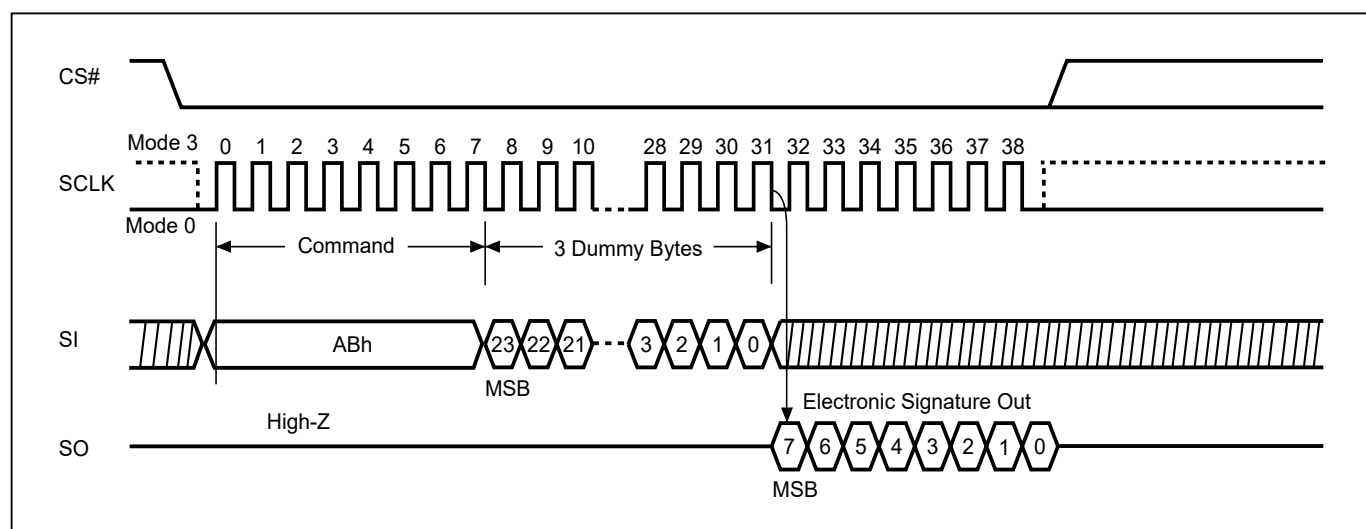 CS#
Mode 3
0 1 2 3 4 5 6 7 8 9 10 28 29 30 31 32 33 34 35 36 37 38
SCLK
Mode 0
Command 3 Dummy Bytes
SI ABh 23 22 21 3 2 1 0
MSB
Electronic Signature Out
High-Z
SO 7 6 5 4 3 2 1 0
MSB